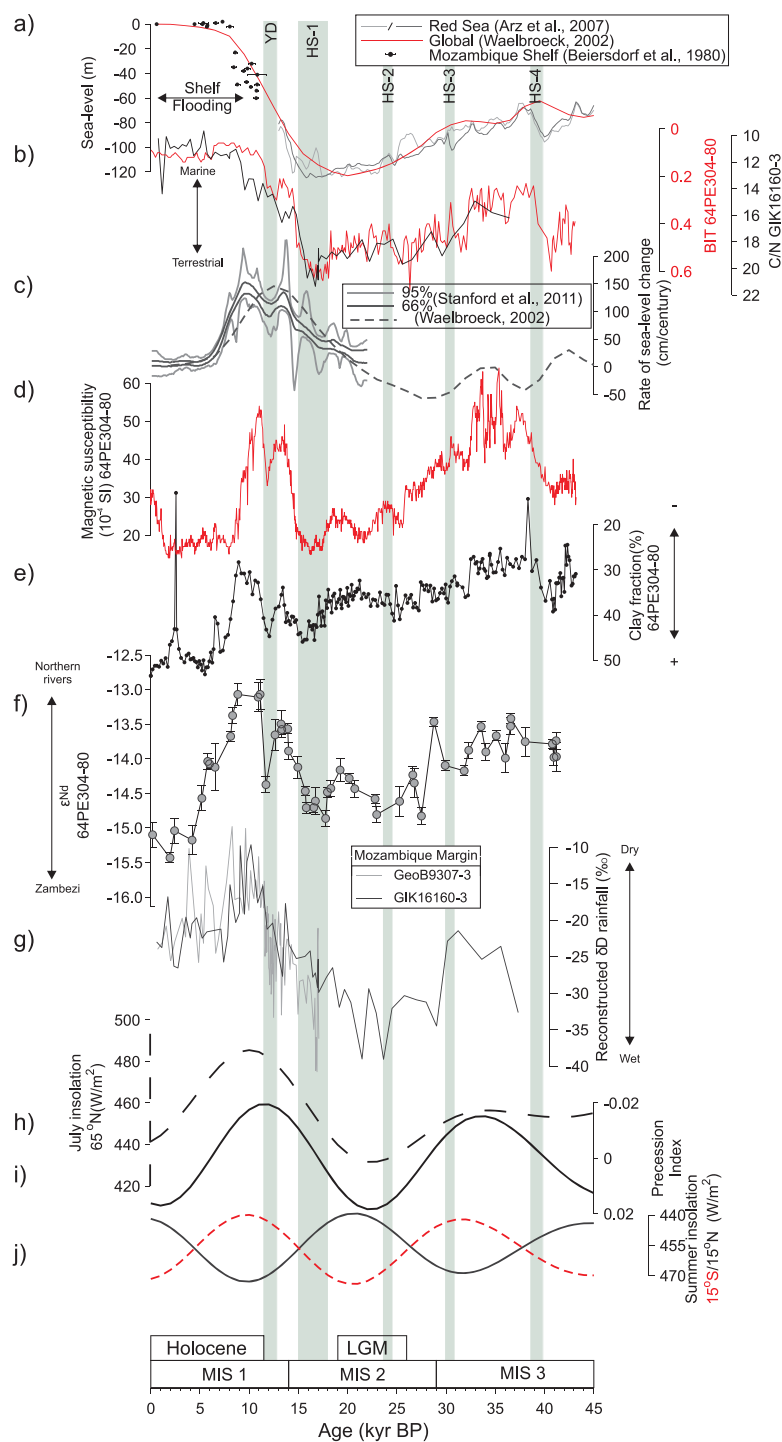 a)
Sea-level (m)
0
-20
-40
-60
-80
-100
-120
Shelf
Flooding
YD
HS-1
HS-2
HS-3
HS-4
Red Sea (Arz et al., 2007)
Global (Waelbroeck, 2002)
Mozambique Shelf (Beiersdorf et al., 1980)
b)
Marine
Terrestrial
0
0.2
0.4
0.6
BIT 64PE304-80
10
12
14
16
18
20
22
C/N GIK16160-3
c)
95%
66%
(Stanford et al., 2011)
(Waelbroeck, 2002)
200
150
100
50
0
-50
Rate of sea-level change
(cm/century)
d)
Magnetic susceptibiltiy
(10⁻⁴ SI) 64PE304-80
60
50
40
30
20
e)
20
30
40
50
Clay fraction(%)
64PE304-80
-
+
f)
Northern
rivers
εNd
64PE304-80
Zambezi
-12.5
-13.0
-13.5
-14.0
-14.5
-15.0
-15.5
-16.0
Mozambique Margin
GeoB9307-3
GIK16160-3
g)
-10
-15
-20
-25
-30
-35
-40
Reconstructed δD rainfall (‰)
Dry
Wet
h)
July insolation
65 °N(W/m²)
500
480
460
440
420
i)
-0.02
0
0.02
Precession
Index
j)
440
455
470
Summer insolation
15°S/15°N (W/m²)
Holocene
LGM
MIS 1
MIS 2
MIS 3
0 5 10 15 20 25 30 35 40 45
Age (kyr BP)